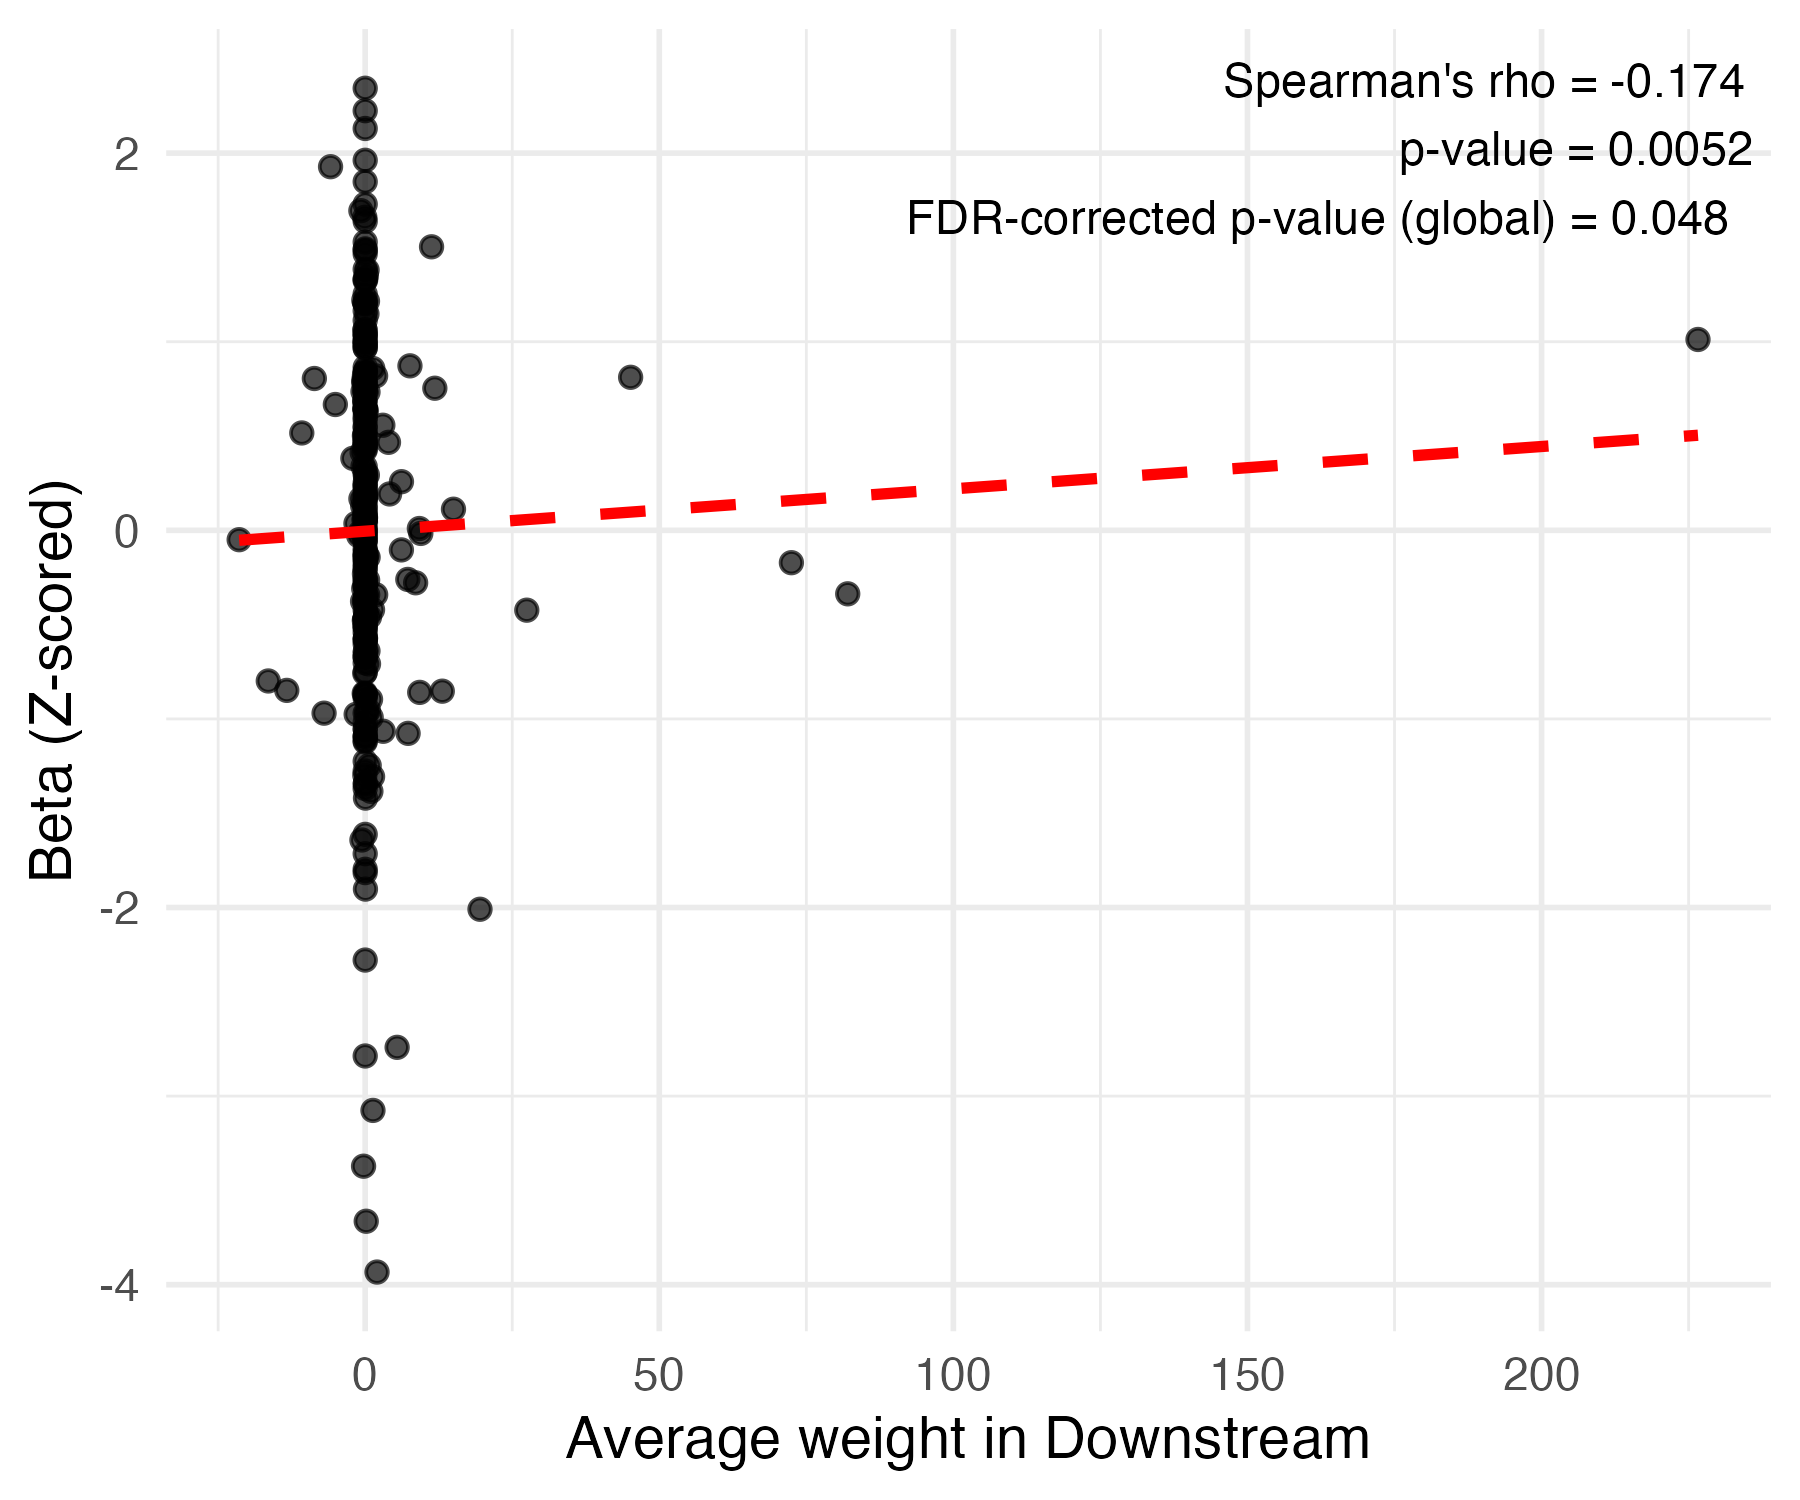 Spearman's rho = -0.174
p-value = 0.0052
FDR-corrected p-value (global) = 0.048
2
0
-2
-4
Beta (Z-scored)
0 50 100 150 200
Average weight in Downstream